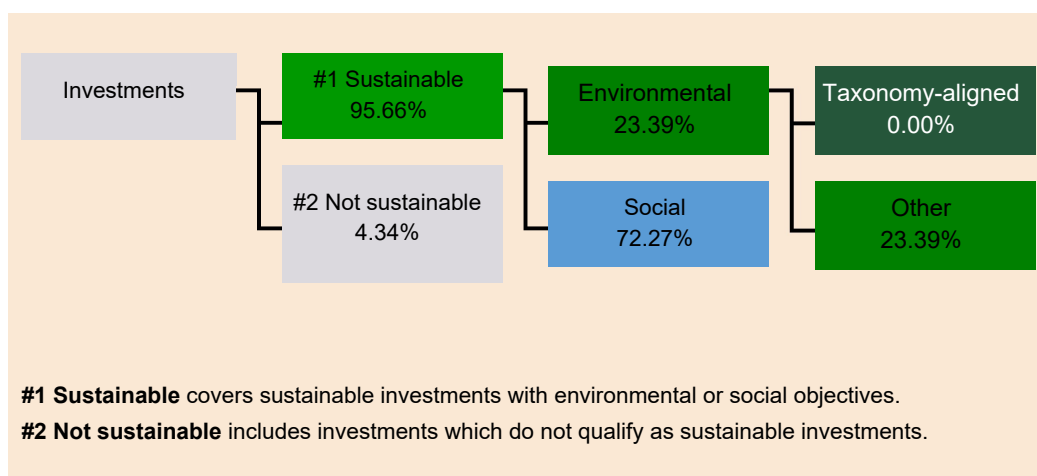 Investments
#1 Sustainable
95.66%
#2 Not sustainable
4.34%
Environmental
23.39%
Social
72.27%
Taxonomy-aligned
0.00%
Other
23.39%
#1 Sustainable covers sustainable investments with environmental or social objectives.
#2 Not sustainable includes investments which do not qualify as sustainable investments.